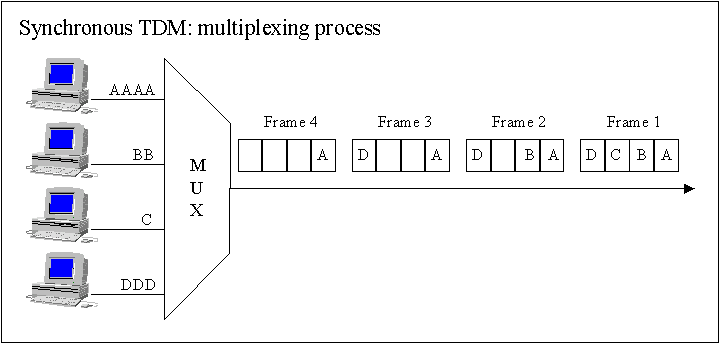 Synchronous TDM: multiplexing process
AAAA
BB
C
DDD
M
U
X
Frame 4 Frame 3 Frame 2 Frame 1
A D A D B A D C B A